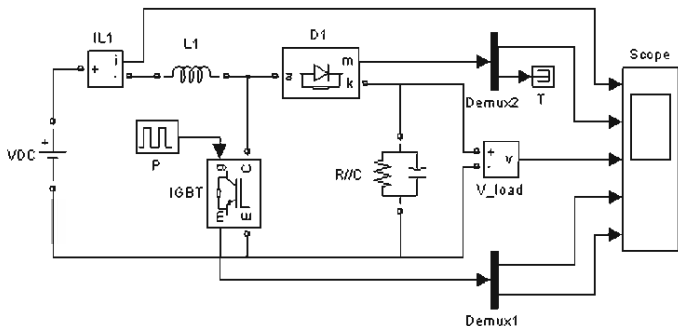 IL1
i
+
-
L1
D1
a
m
k
Demux2
T
Scope
VDC
+
P
g
C
m
E
IGBT
R//C
+
-
v
V_load
Demux1